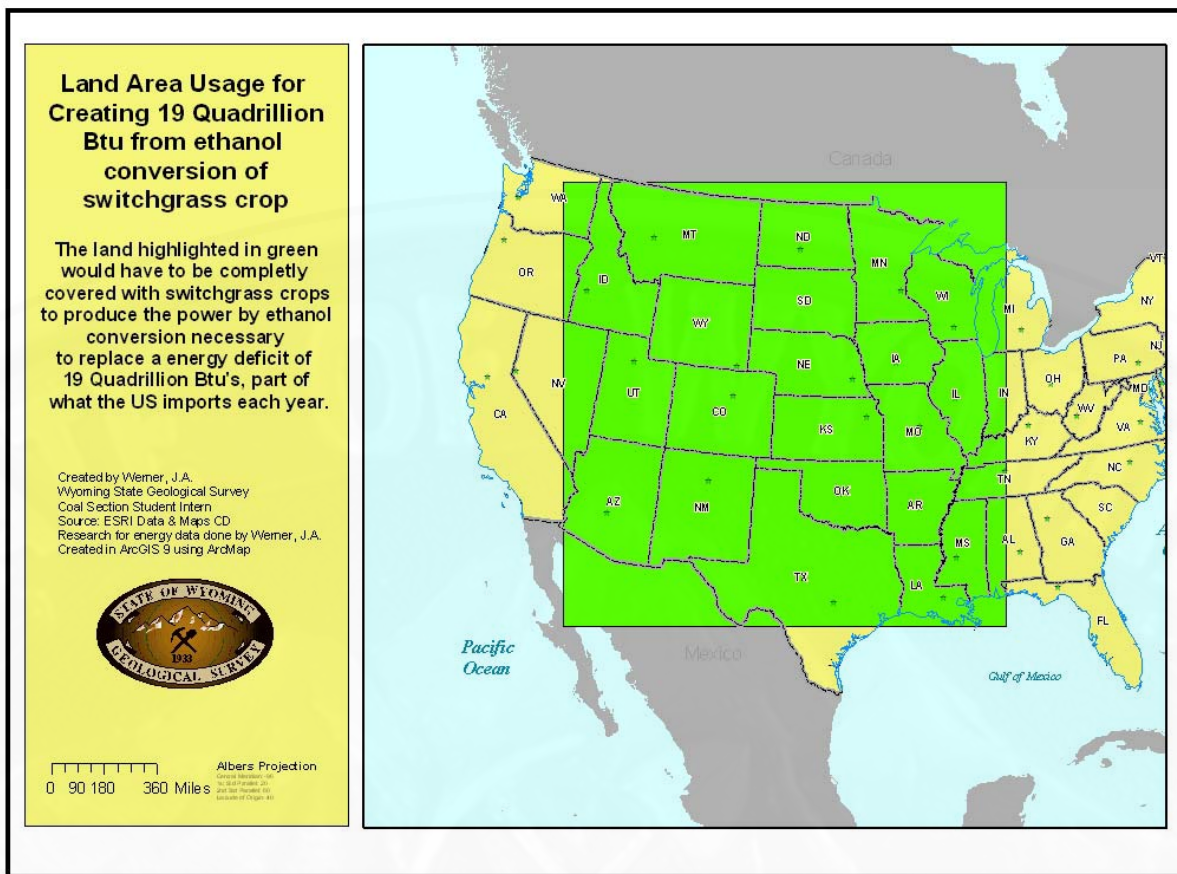 Land Area Usage for
Creating 19 Quadrillion
Btu from ethanol
conversion of
switchgrass crop
The land highlighted in green
would have to be completly
covered with switchgrass crops
to produce the power by ethanol
conversion necessary
to replace a energy deficit of
19 Quadrillion Btu's, part of
what the US imports each year.
Created by Werner, J.A.
Wyoming State Geological Survey
Coal Section Student Intern
Source: ESRI Data & Maps CD
Research for energy data done by Werner, J.A.
Created in ArcGIS 9 using ArcMap
STATE OF WYOMING
1933
GEOLOGICAL SURVEY
Albers Projection
0 90 180 360 Miles
Canada
WA
MT
ND
MN
VT
OR
ID
SD
WI
MI
NY
WY
NE
IA
PA
NJ
NV
UT
CO
IL
IN
OH
MD
CA
KS
MO
WV
VA
KY
AZ
NM
OK
AR
TN
NC
SC
MS
AL
GA
TX
LA
FL
Pacific
Ocean
Mexico
Gulf of Mexico